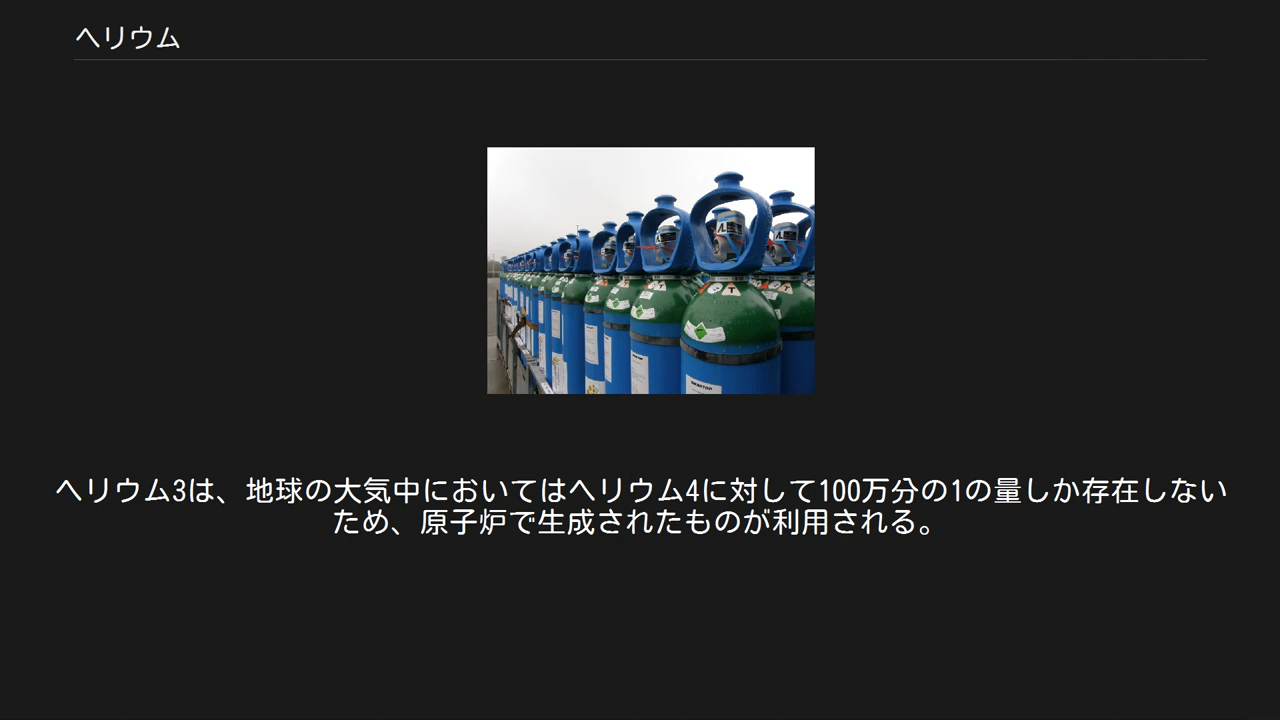 ヘリウム
ヘリウム3は、地球の大気中においてはヘリウム4に対して100万分の1の量しか存在しない
ため、原子炉で生成されたものが利用される。